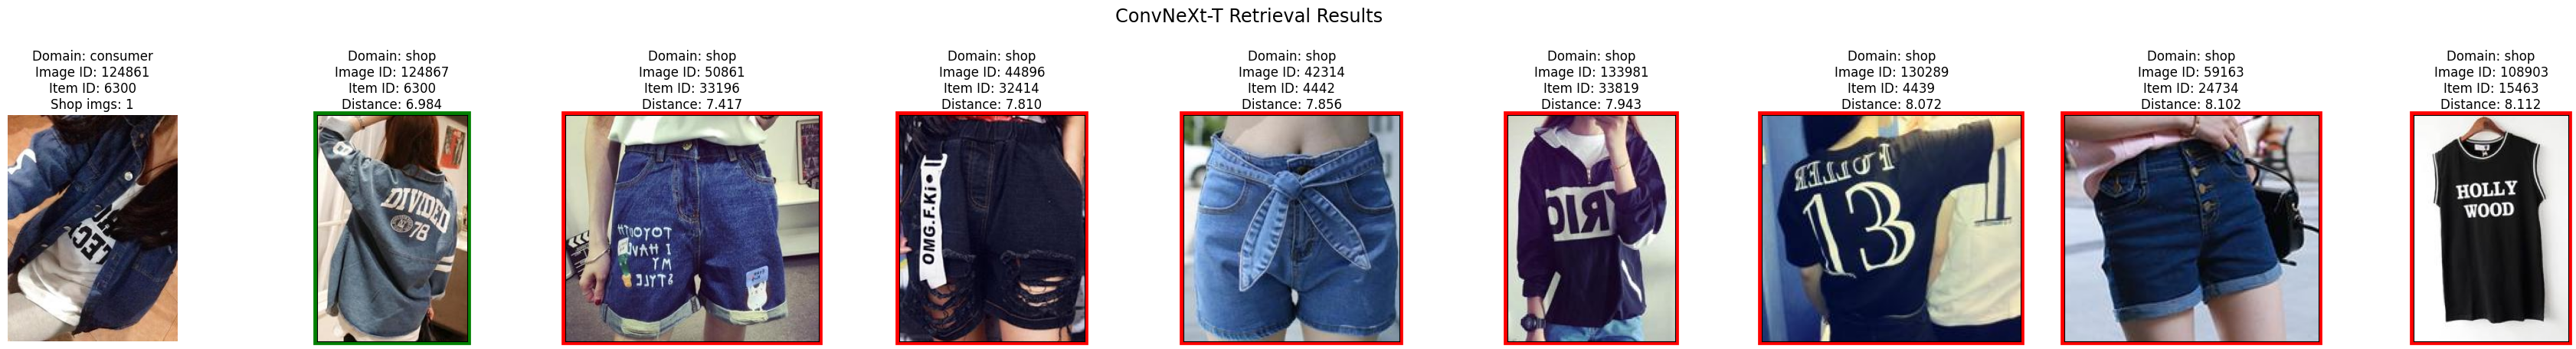 ConvNeXt-T Retrieval Results
Domain: consumer
Image ID: 124861
Item ID: 6300
Shop imgs: 1
Domain: shop
Image ID: 124867
Item ID: 6300
Distance: 6.984
DIVIDED
78
Domain: shop
Image ID: 50861
Item ID: 33196
Distance: 7.417
TOYOUTH
I HAVE
MY
STYLE
Domain: shop
Image ID: 44896
Item ID: 32414
Distance: 7.810
OMG.F.Ki
Domain: shop
Image ID: 42314
Item ID: 4442
Distance: 7.856
Domain: shop
Image ID: 133981
Item ID: 33819
Distance: 7.943
Domain: shop
Image ID: 130289
Item ID: 4439
Distance: 8.072
13
Domain: shop
Image ID: 59163
Item ID: 24734
Distance: 8.102
Domain: shop
Image ID: 108903
Item ID: 15463
Distance: 8.112
HOLLY
WOOD